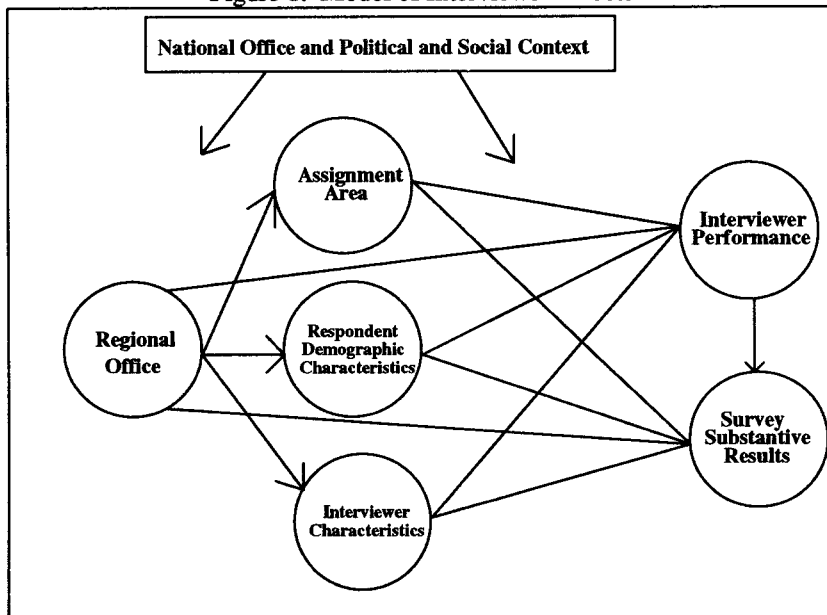 National Office and Political and Social Context
Assignment
Area
Interviewer
Performance
Regional
Office
Respondent
Demographic
Characteristics
Survey
Substantive
Results
Interviewer
Characteristics